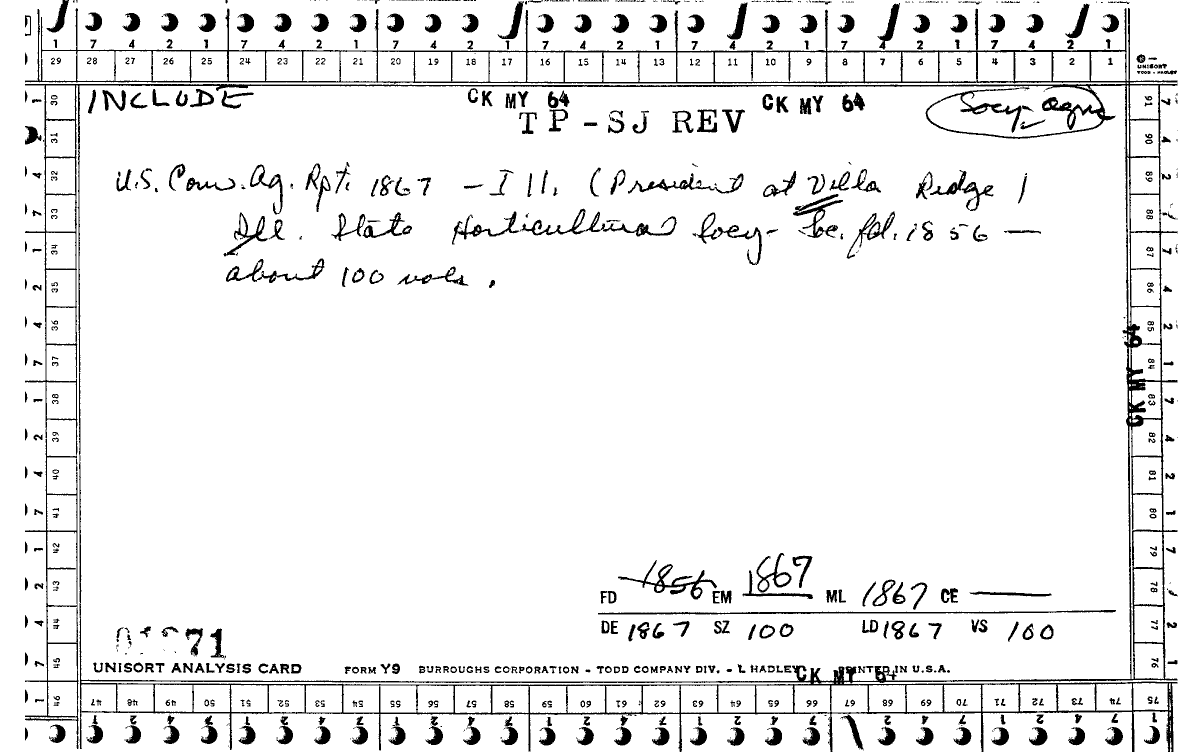 1 7 4 2 1 7 4 2 1 7 4 2 1 7 4 2 1 7 4 2 1 7 4 2 1 7 4 2 1
29 28 27 26 25 24 23 22 21 20 19 18 17 16 15 14 13 12 11 10 9 8 7 6 5 4 3 2 1
UNISORT
TODD - HADLEY
INCLUDE CK MY 64 CK MY 64
TP - SJ REV
U.S. Com. Ag. Rpt. 1867 - Ill. (President at Villa Ridge)
Ill. State Horticultural Socy - Soc. fd. 1856 —
about 100 vols.
CK MY 64
FD 1856 EM 1867 ML 1867 CE —
DE 1867 SZ 100 LD 1867 VS 100
71
UNISORT ANALYSIS CARD FORM Y9 BURROUGHS CORPORATION - TODD COMPANY DIV. - L HADLEY PRINTED IN U.S.A.
CK MY 64
30 31 32 33 34 35 36 37 38 39 40 41 42 43 44 45 46
47 48 49 50 51 52 53 54 55 56 57 58 59 60 61 62 63 64 65 66 67 68 69 70 71 72 73 74 75
91 90 89 88 87 86 85 84 83 82 81 80 79 78 77 76